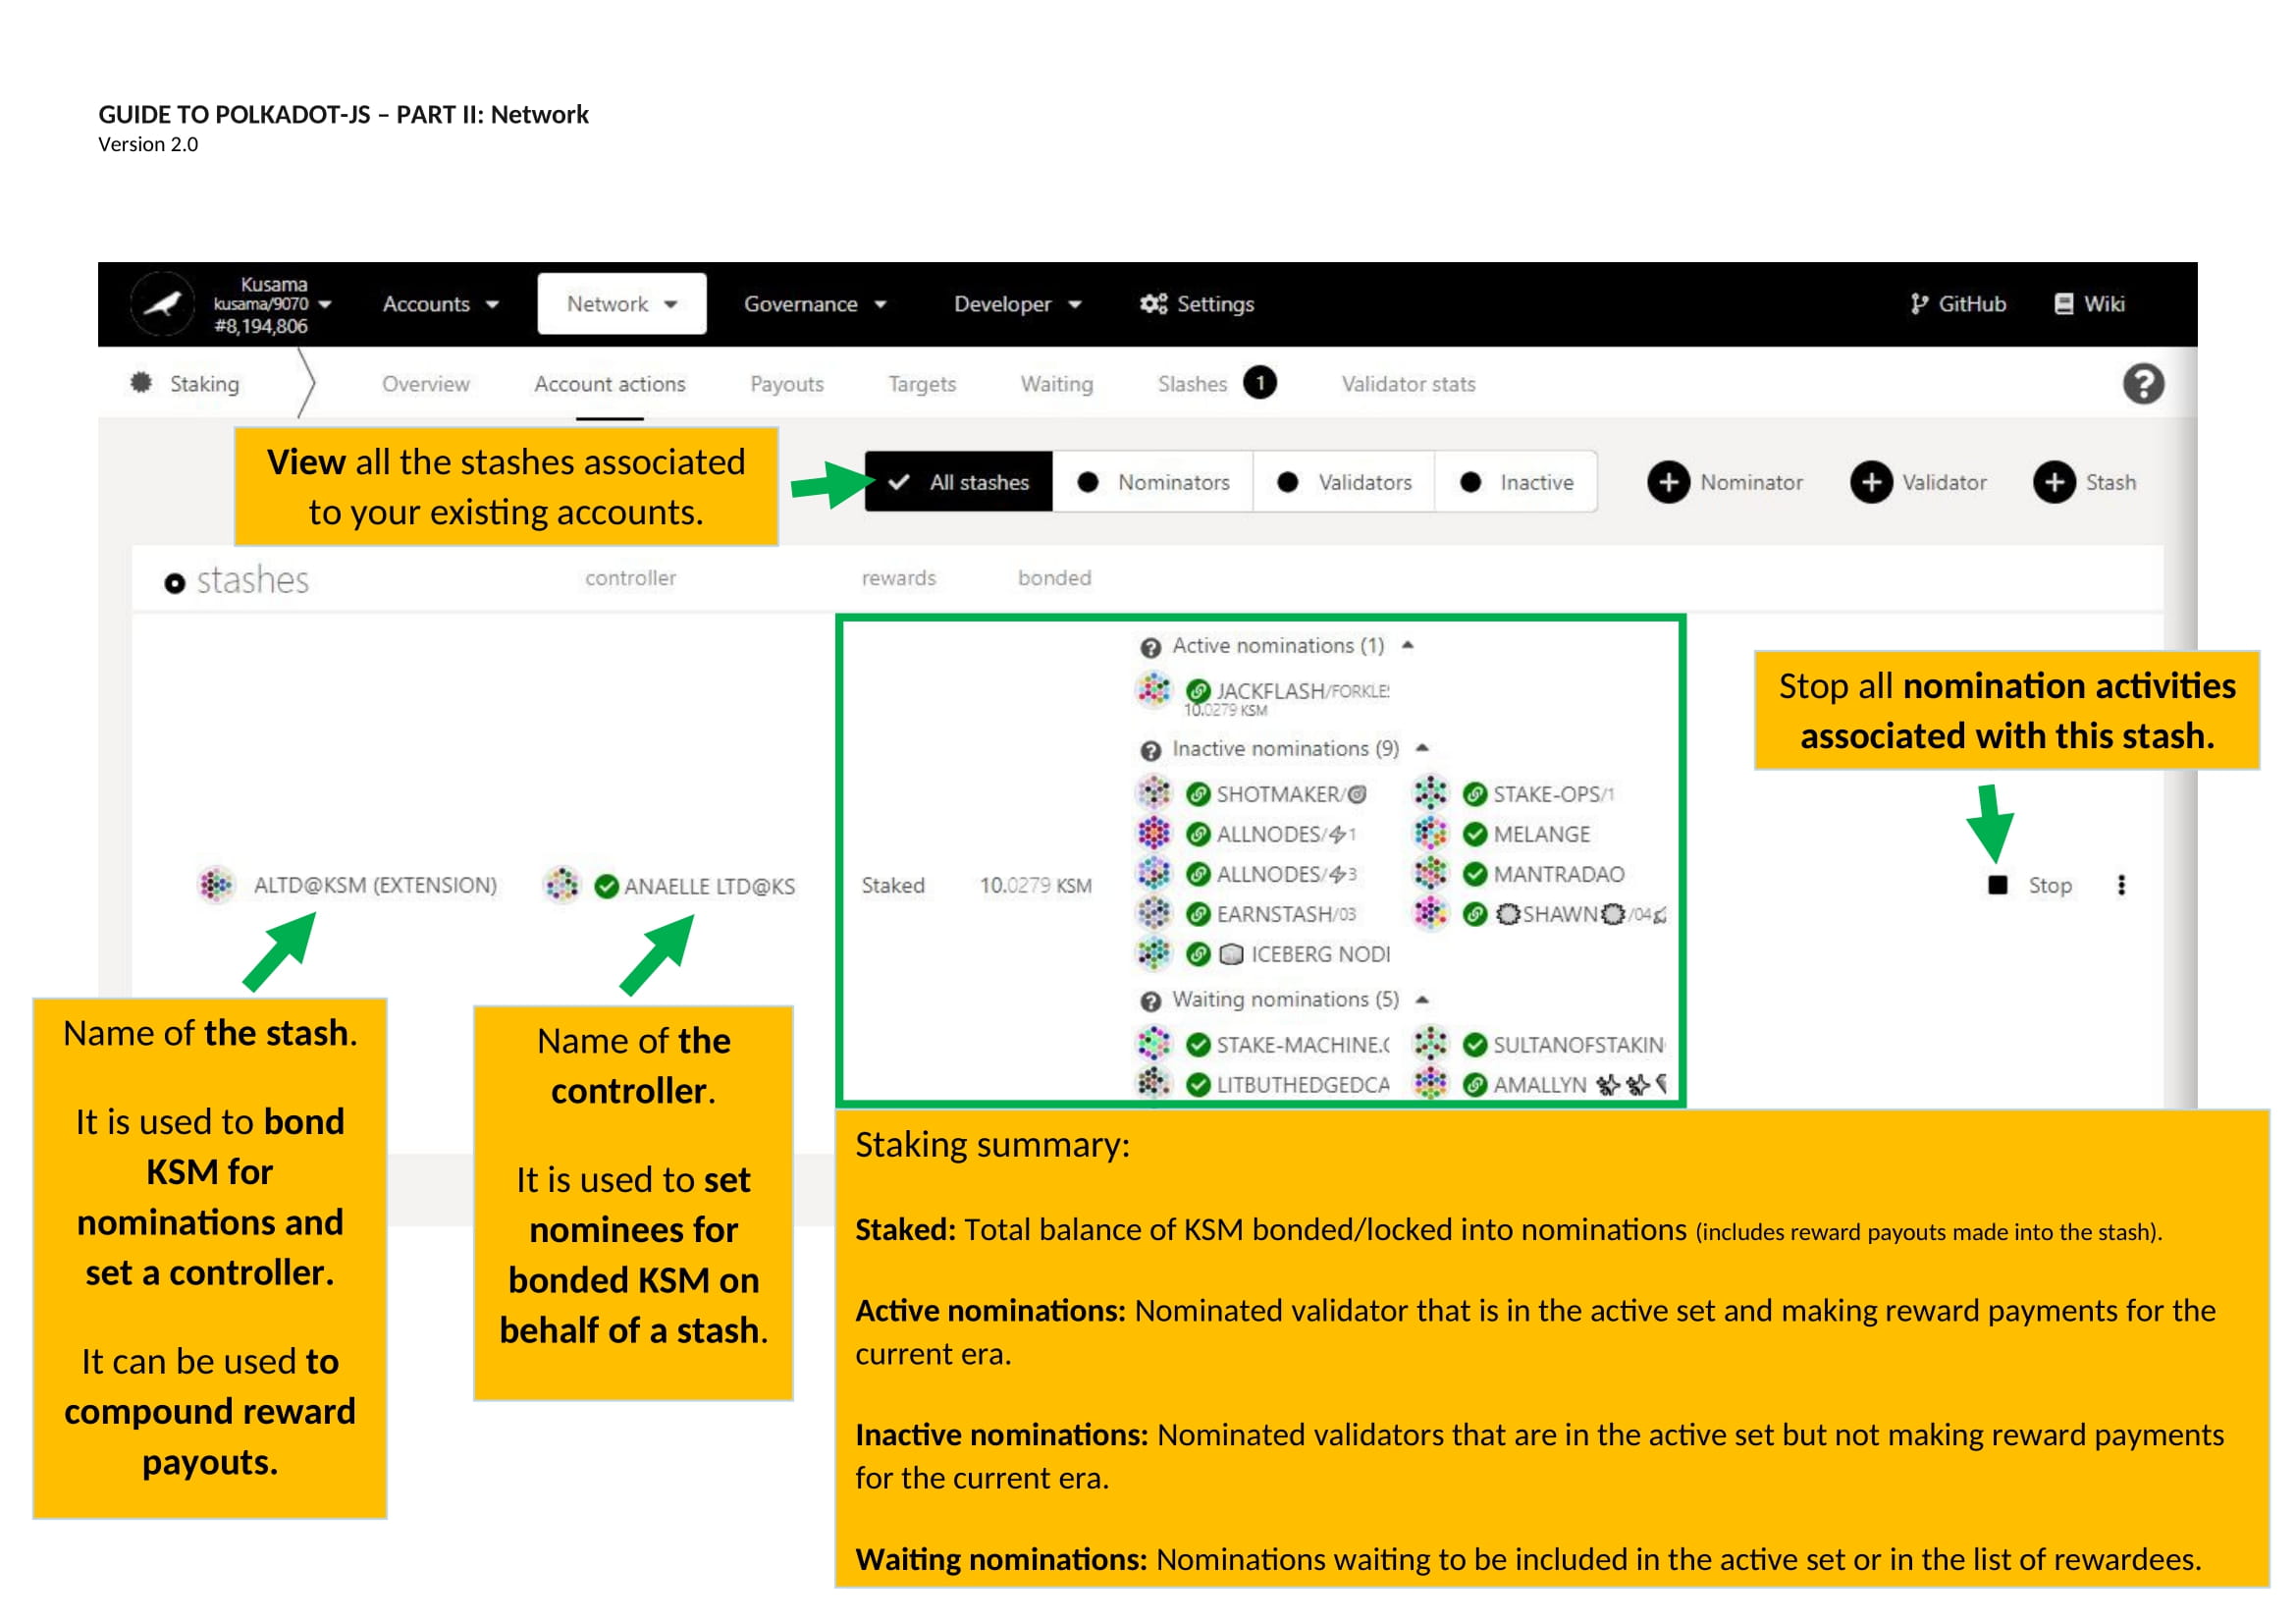 GUIDE TO POLKADOT-JS – PART II: Network
Version 2.0
Kusama
kusama/9070
#8,194,806
Accounts
Network
Governance
Developer
Settings
GitHub
Wiki
Staking
Overview
Account actions
Payouts
Targets
Waiting
Slashes 1
Validator stats
View all the stashes associated
to your existing accounts.
All stashes
Nominators
Validators
Inactive
Nominator
Validator
Stash
stashes
controller
rewards
bonded
Active nominations (1)
JACKFLASH/FORKLES
10.0279 KSM
Inactive nominations (9)
SHOTMAKER/
STAKE-OPS/1
ALLNODES/⚡1
MELANGE
ALLNODES/⚡3
MANTRADAO
EARNSTASH/03
SHAWN/04
ICEBERG NODI
Waiting nominations (5)
STAKE-MACHINE.(
SULTANOFSTAKIN
LITBUTHEDGEDCA
AMALLYN
ALTD@KSM (EXTENSION)
ANAELLE LTD@KS
Staked
10.0279 KSM
Stop all nomination activities
associated with this stash.
Stop
Name of the stash.
It is used to bond
KSM for
nominations and
set a controller.
It can be used to
compound reward
payouts.
Name of the
controller.
It is used to set
nominees for
bonded KSM on
behalf of a stash.
Staking summary:
Staked: Total balance of KSM bonded/locked into nominations (includes reward payouts made into the stash).
Active nominations: Nominated validator that is in the active set and making reward payments for the
current era.
Inactive nominations: Nominated validators that are in the active set but not making reward payments
for the current era.
Waiting nominations: Nominations waiting to be included in the active set or in the list of rewardees.